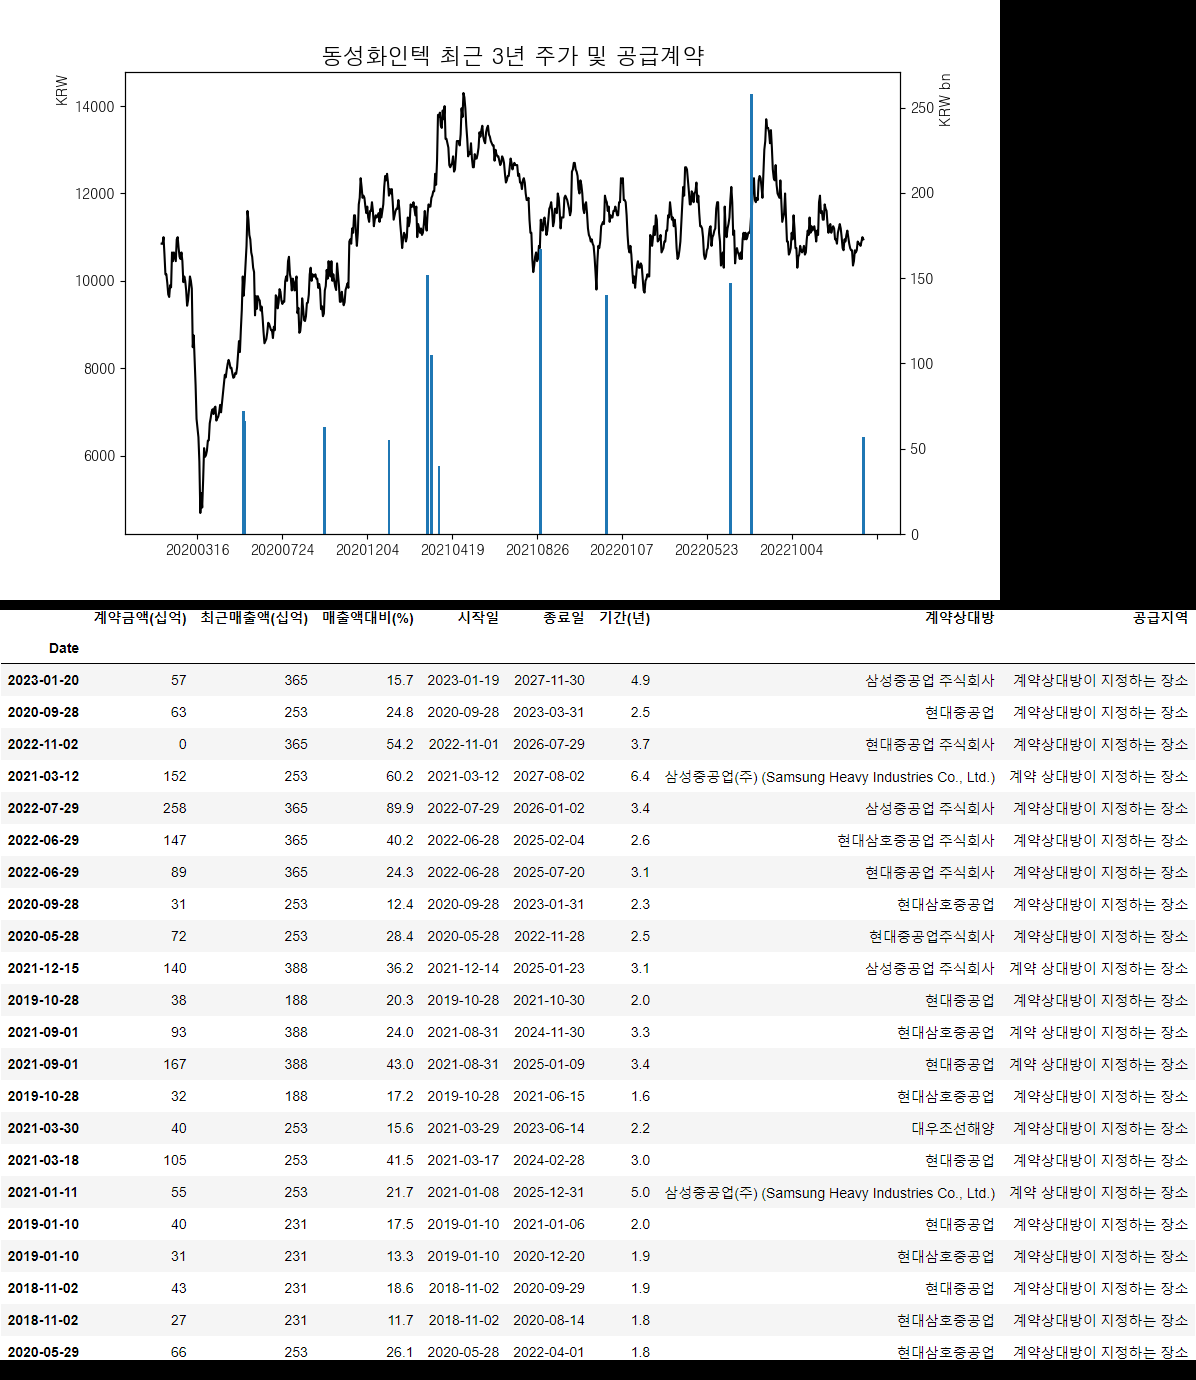 동성화인텍 최근 3년 주가 및 공급계약
KRW
KRW bn
14000
12000
10000
8000
6000
250
200
150
100
50
0
20200316 20200724 20201204 20210419 20210826 20220107 20220523 20221004
계약금액(십억) 최근매출액(십억) 매출액대비(%) 시작일 종료일 기간(년) 계약상대방 공급지역
Date
2023-01-20 57 365 15.7 2023-01-19 2027-11-30 4.9 삼성중공업 주식회사 계약상대방이 지정하는 장소
2020-09-28 63 253 24.8 2020-09-28 2023-03-31 2.5 현대중공업 계약상대방이 지정하는 장소
2022-11-02 0 365 54.2 2022-11-01 2026-07-29 3.7 현대중공업 주식회사 계약상대방이 지정하는 장소
2021-03-12 152 253 60.2 2021-03-12 2027-08-02 6.4 삼성중공업(주) (Samsung Heavy Industries Co., Ltd.) 계약 상대방이 지정하는 장소
2022-07-29 258 365 89.9 2022-07-29 2026-01-02 3.4 삼성중공업 주식회사 계약상대방이 지정하는 장소
2022-06-29 147 365 40.2 2022-06-28 2025-02-04 2.6 현대삼호중공업 주식회사 계약상대방이 지정하는 장소
2022-06-29 89 365 24.3 2022-06-28 2025-07-20 3.1 현대중공업 주식회사 계약상대방이 지정하는 장소
2020-09-28 31 253 12.4 2020-09-28 2023-01-31 2.3 현대삼호중공업 계약상대방이 지정하는 장소
2020-05-28 72 253 28.4 2020-05-28 2022-11-28 2.5 현대중공업주식회사 계약상대방이 지정하는 장소
2021-12-15 140 388 36.2 2021-12-14 2025-01-23 3.1 삼성중공업 주식회사 계약 상대방이 지정하는 장소
2019-10-28 38 188 20.3 2019-10-28 2021-10-30 2.0 현대중공업 계약상대방이 지정하는 장소
2021-09-01 93 388 24.0 2021-08-31 2024-11-30 3.3 현대삼호중공업 계약 상대방이 지정하는 장소
2021-09-01 167 388 43.0 2021-08-31 2025-01-09 3.4 현대중공업 계약 상대방이 지정하는 장소
2019-10-28 32 188 17.2 2019-10-28 2021-06-15 1.6 현대삼호중공업 계약상대방이 지정하는 장소
2021-03-30 40 253 15.6 2021-03-29 2023-06-14 2.2 대우조선해양 계약상대방이 지정하는 장소
2021-03-18 105 253 41.5 2021-03-17 2024-02-28 3.0 현대중공업 계약상대방이 지정하는 장소
2021-01-11 55 253 21.7 2021-01-08 2025-12-31 5.0 삼성중공업(주) (Samsung Heavy Industries Co., Ltd.) 계약 상대방이 지정하는 장소
2019-01-10 40 231 17.5 2019-01-10 2021-01-06 2.0 현대중공업 계약상대방이 지정하는 장소
2019-01-10 31 231 13.3 2019-01-10 2020-12-20 1.9 현대삼호중공업 계약상대방이 지정하는 장소
2018-11-02 43 231 18.6 2018-11-02 2020-09-29 1.9 현대중공업 계약상대방이 지정하는 장소
2018-11-02 27 231 11.7 2018-11-02 2020-08-14 1.8 현대삼호중공업 계약상대방이 지정하는 장소
2020-05-29 66 253 26.1 2020-05-28 2022-04-01 1.8 현대삼호중공업 계약상대방이 지정하는 장소